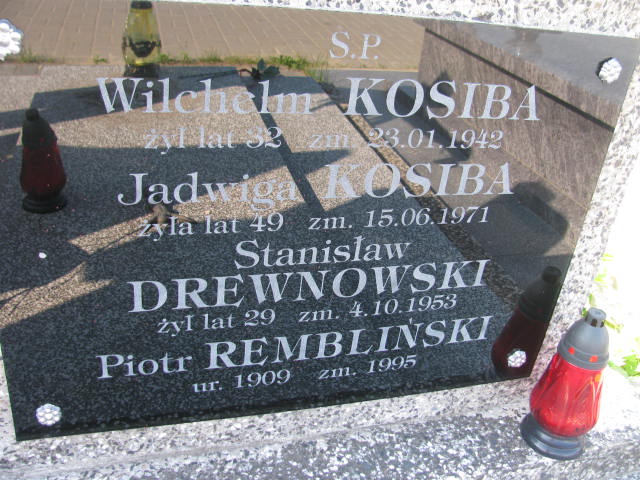 Ś.P.
Wilchelm KOSIBA
żył lat 32 zm. 23.01.1942
Jadwiga KOSIBA
żyła lat 49 zm. 15.06.1971
Stanisław
DREWNOWSKI
żył lat 29 zm. 4.10.1953
Piotr REMBLIŃSKI
ur. 1909 zm. 1995